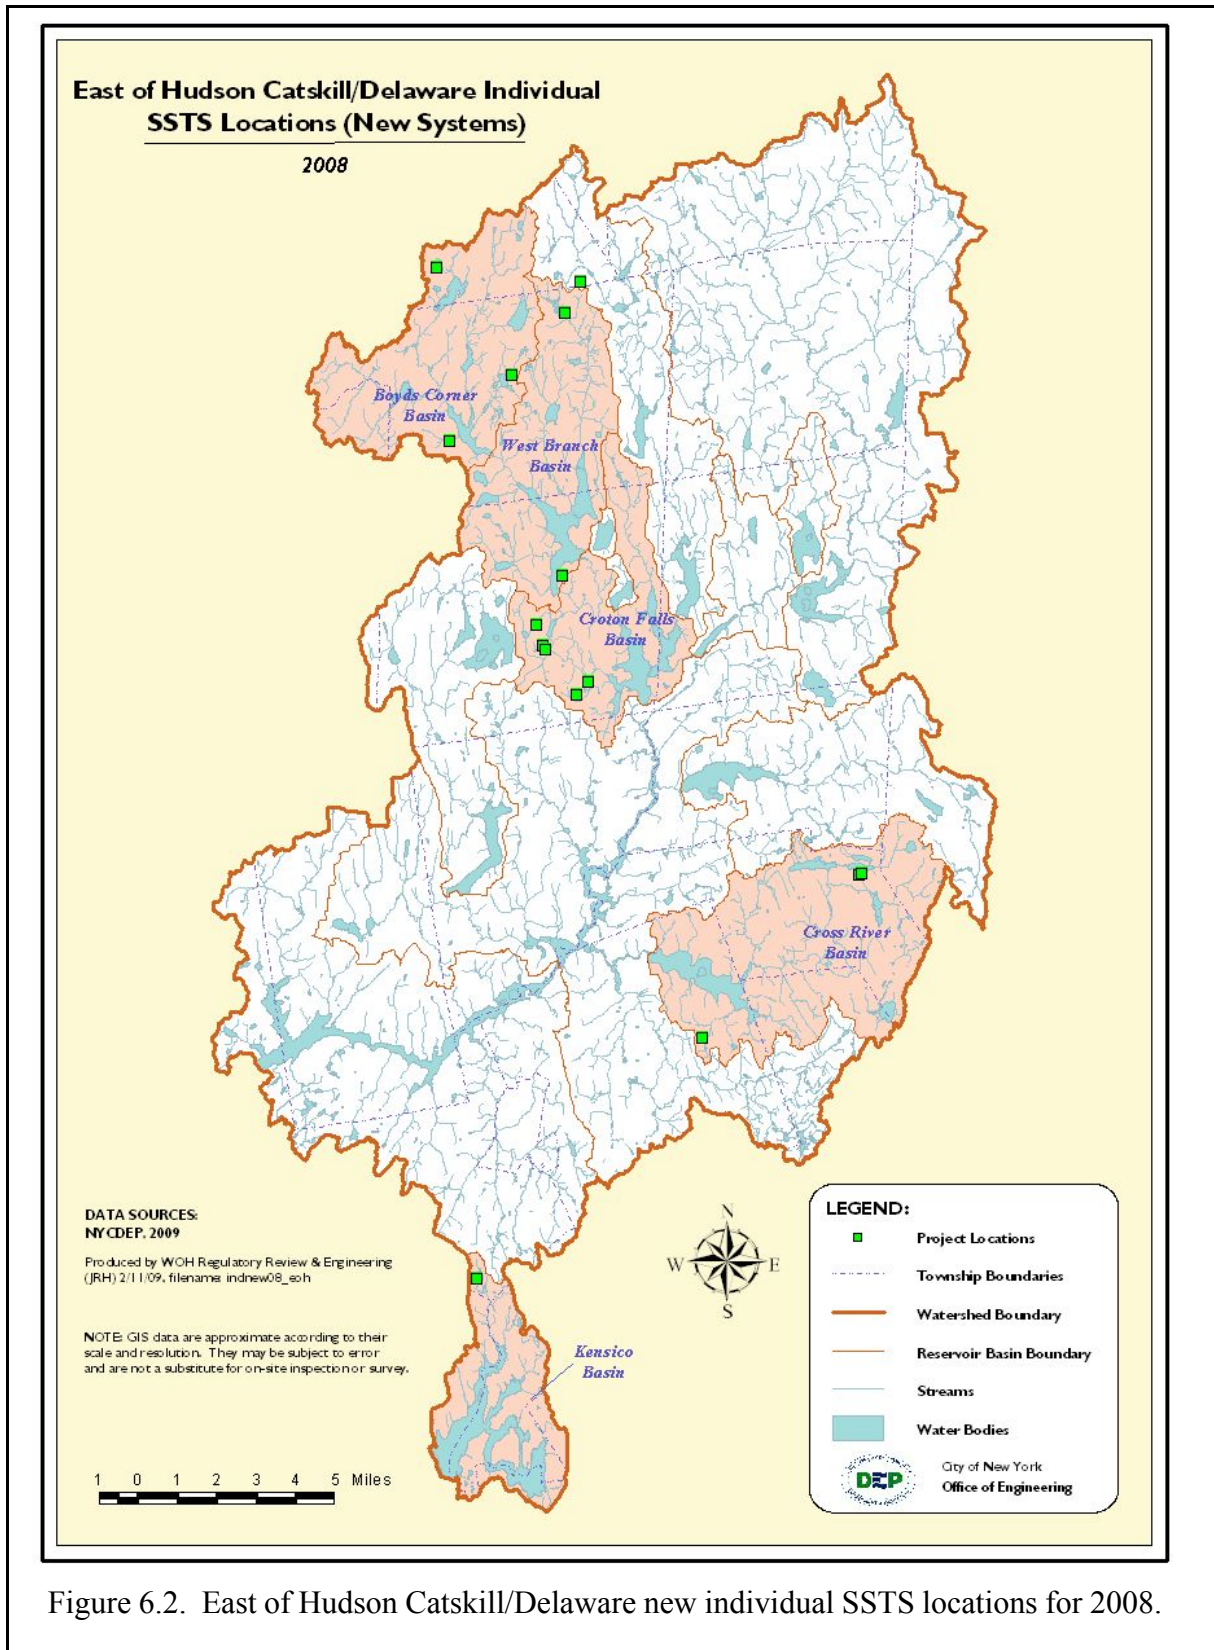 East of Hudson Catskill/Delaware Individual
SSTS Locations (New Systems)
2008
Boyds Corner
Basin
West Branch
Basin
Croton Falls
Basin
Cross River
Basin
Kensico
Basin
DATA SOURCES:
NYCDEP, 2009
Produced by WOH Regulatory Review & Engineering
(JRH) 2/11/09, filename: indnew08_eoh
NOTE: GIS data are approximate according to their
scale and resolution. They may be subject to error
and are not a substitute for on-site inspection or survey.
1 0 1 2 3 4 5 Miles
N
W E
S
LEGEND:
Project Locations
Township Boundaries
Watershed Boundary
Reservoir Basin Boundary
Streams
Water Bodies
DEP
City of New York
Office of Engineering
Figure 6.2. East of Hudson Catskill/Delaware new individual SSTS locations for 2008.